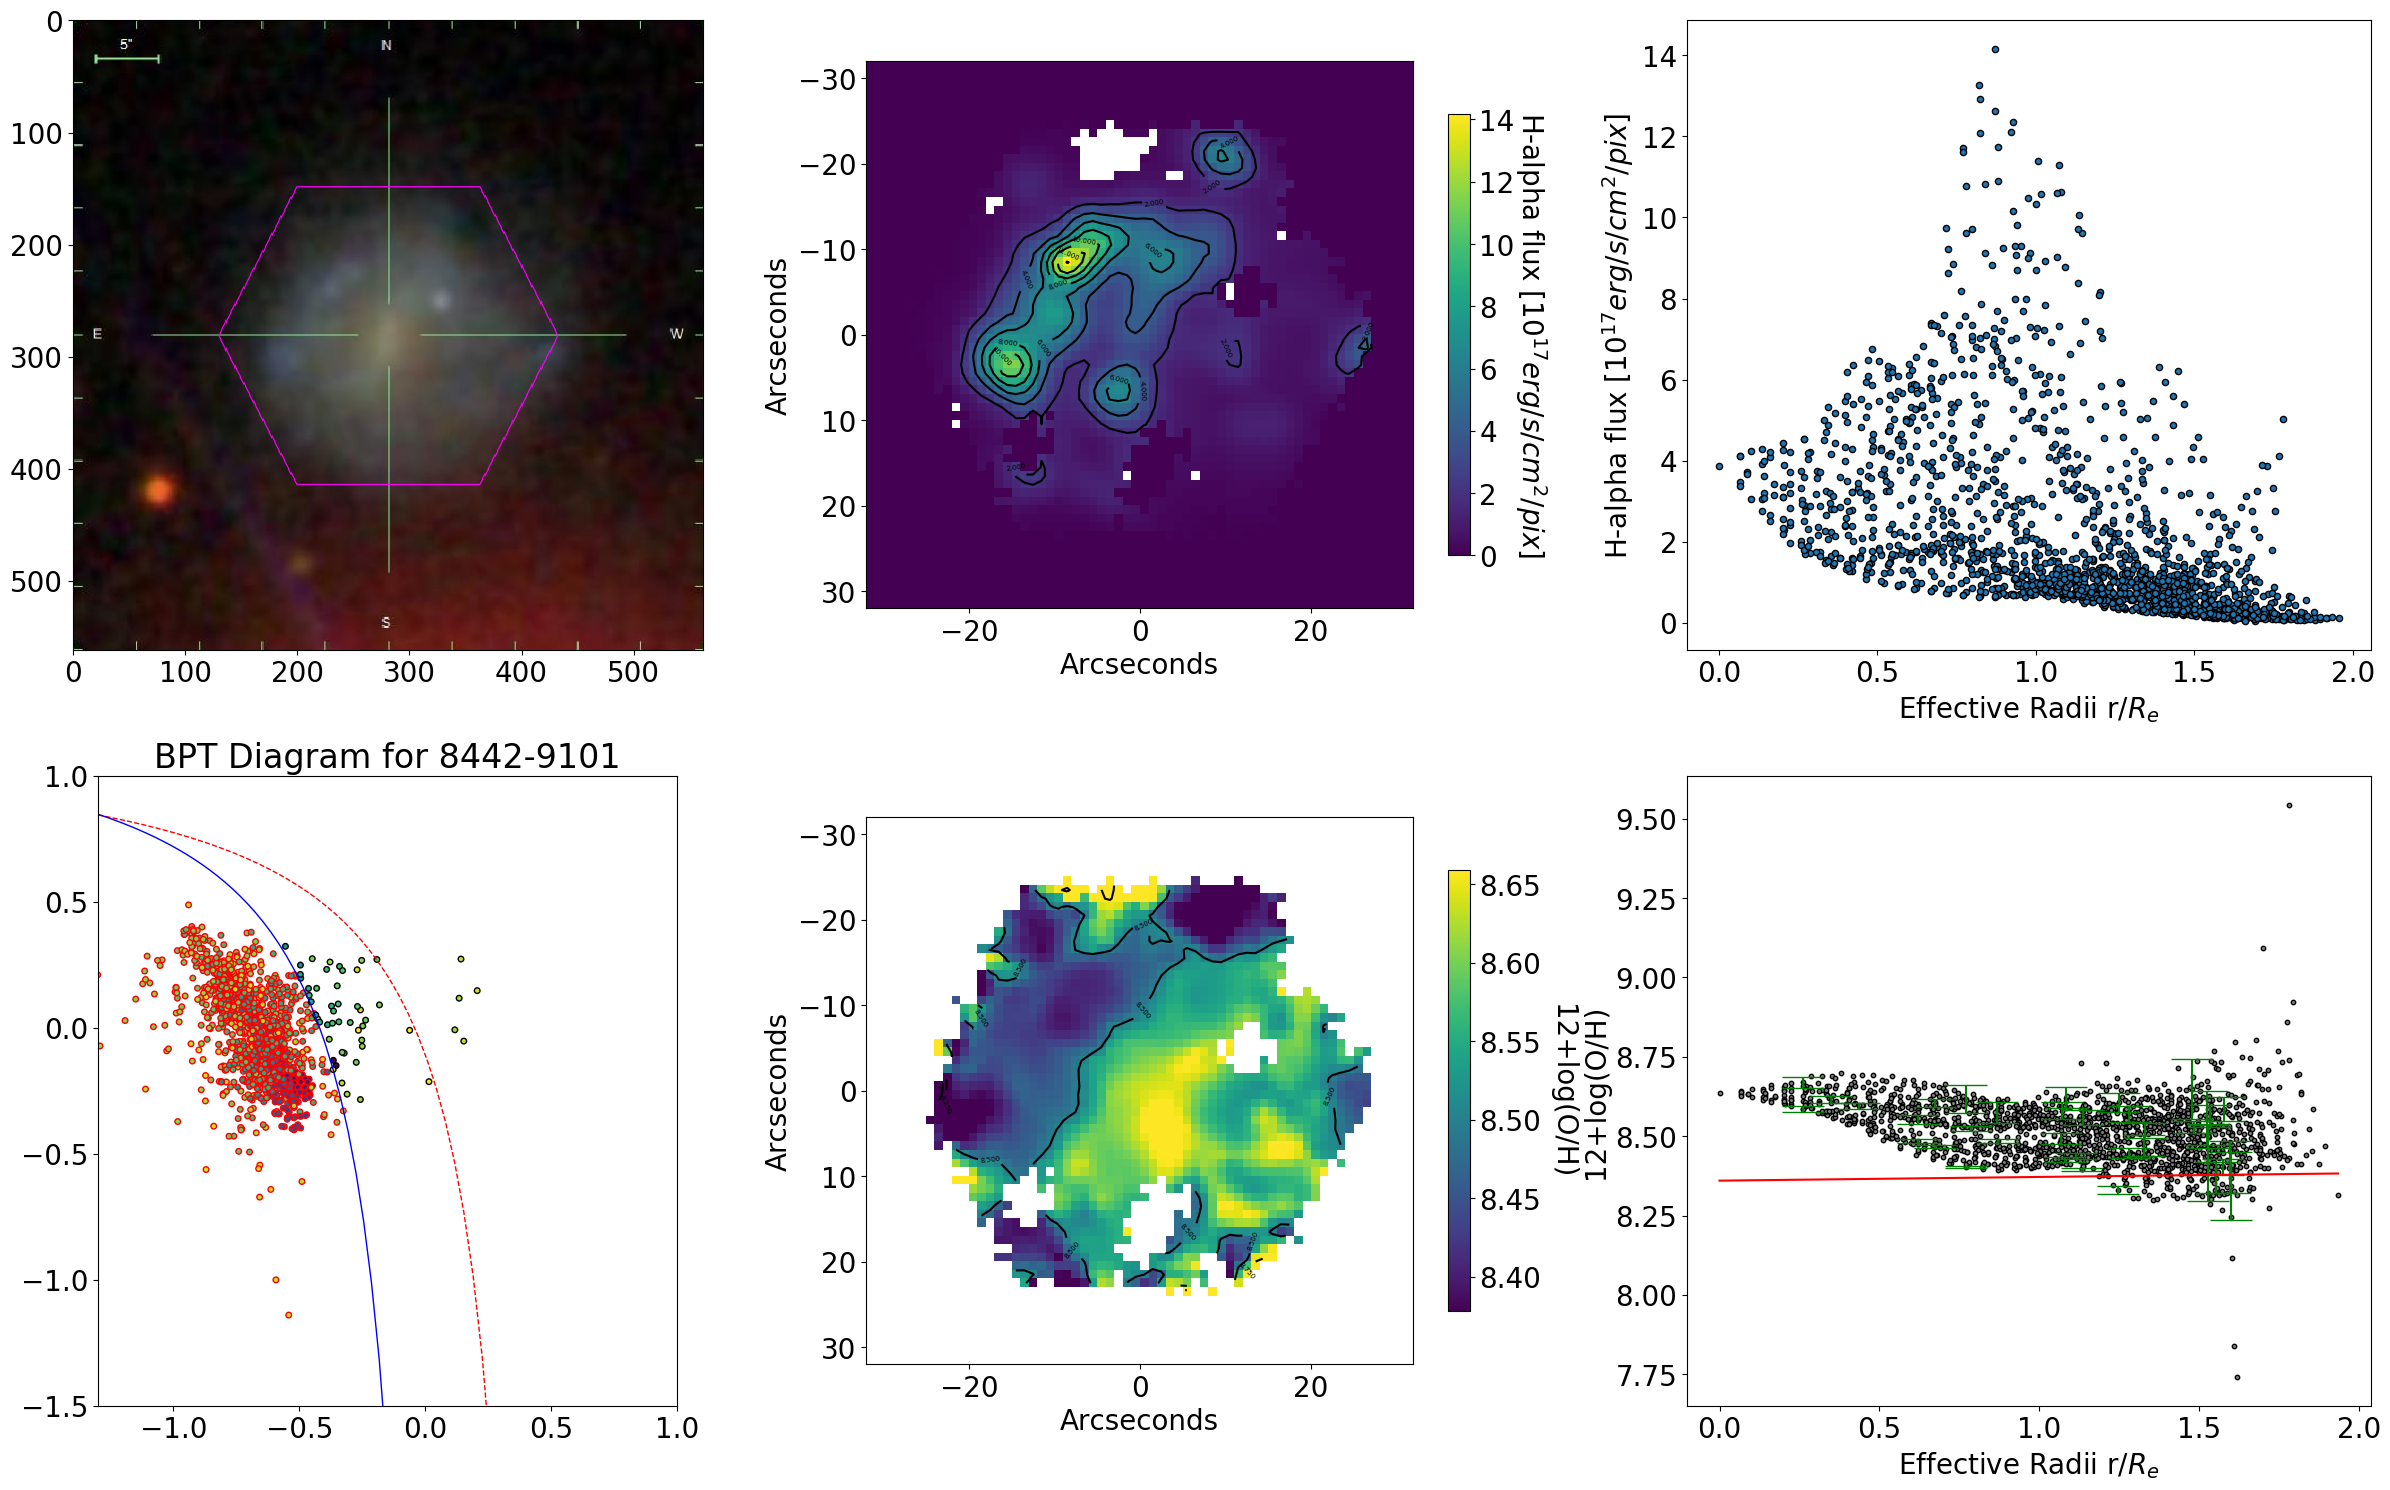 0
100
200
300
400
500
5"
N
E
W
S
0 100 200 300 400 500
−30
−20
−10
0
10
20
30
Arcseconds
−20 0 20
Arcseconds
14
12
10
8
6
4
2
0
H-alpha flux [10^17 erg/s/cm^2/pix]
H-alpha flux [10^17 erg/s/cm^2/pix]
14
12
10
8
6
4
2
0
0.0 0.5 1.0 1.5 2.0
Effective Radii r/R_e
BPT Diagram for 8442-9101
1.0
0.5
0.0
−0.5
−1.0
−1.5
−1.0 −0.5 0.0 0.5 1.0
−30
−20
−10
0
10
20
30
Arcseconds
−20 0 20
Arcseconds
8.65
8.60
8.55
8.50
8.45
8.40
12+log(O/H)
12+log(O/H)
9.50
9.25
9.00
8.75
8.50
8.25
8.00
7.75
0.0 0.5 1.0 1.5 2.0
Effective Radii r/R_e